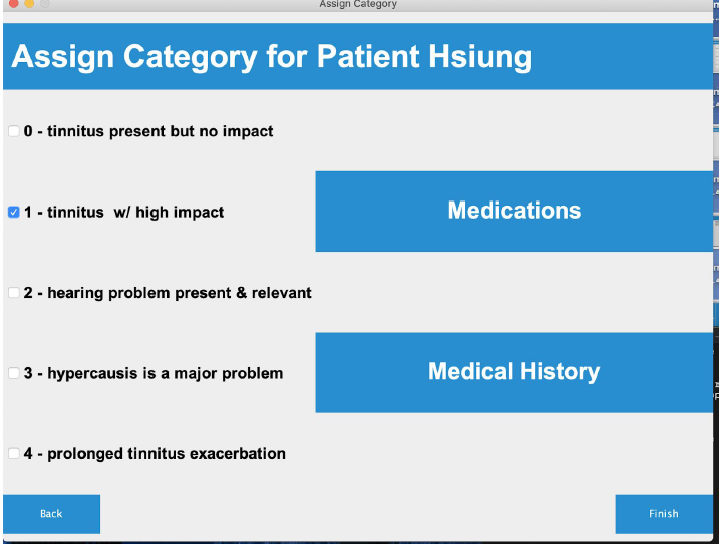 Assign Category
Assign Category for Patient Hsiung
0 - tinnitus present but no impact
1 - tinnitus w/ high impact
Medications
2 - hearing problem present & relevant
3 - hypercausis is a major problem
Medical History
4 - prolonged tinnitus exacerbation
Back
Finish